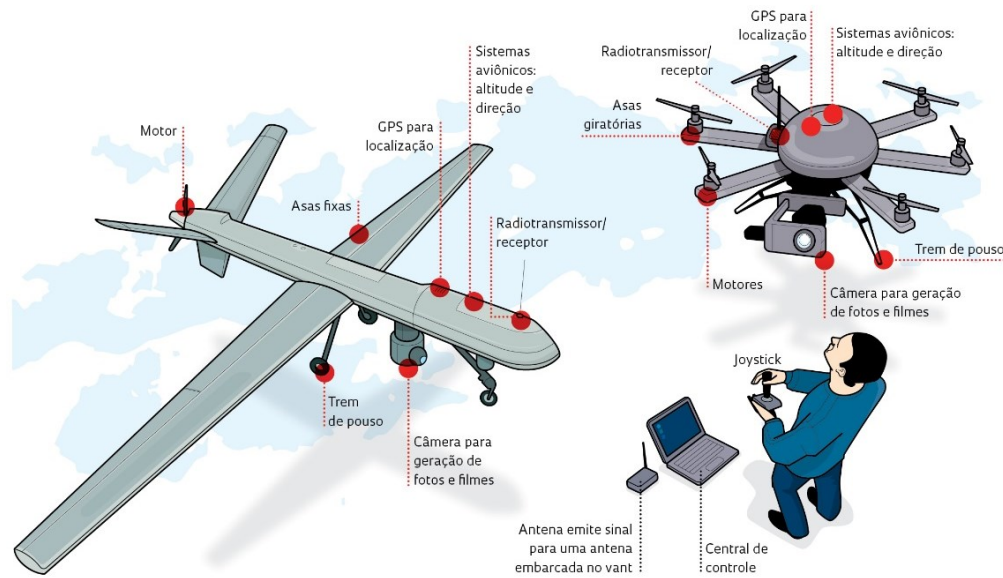 Motor
Asas fixas
GPS para
localização
Sistemas
aviônicos:
altitude e
direção
Radiotransmissor/
receptor
Trem
de pouso
Câmera para
geração de
fotos e filmes
GPS para
localização
Sistemas aviônicos:
altitude e direção
Radiotransmissor/
receptor
Asas
giratórias
Motores
Trem de pouso
Câmera para geração
de fotos e filmes
Joystick
Antena emite sinal
para uma antena
embarcada no vant
Central de
controle